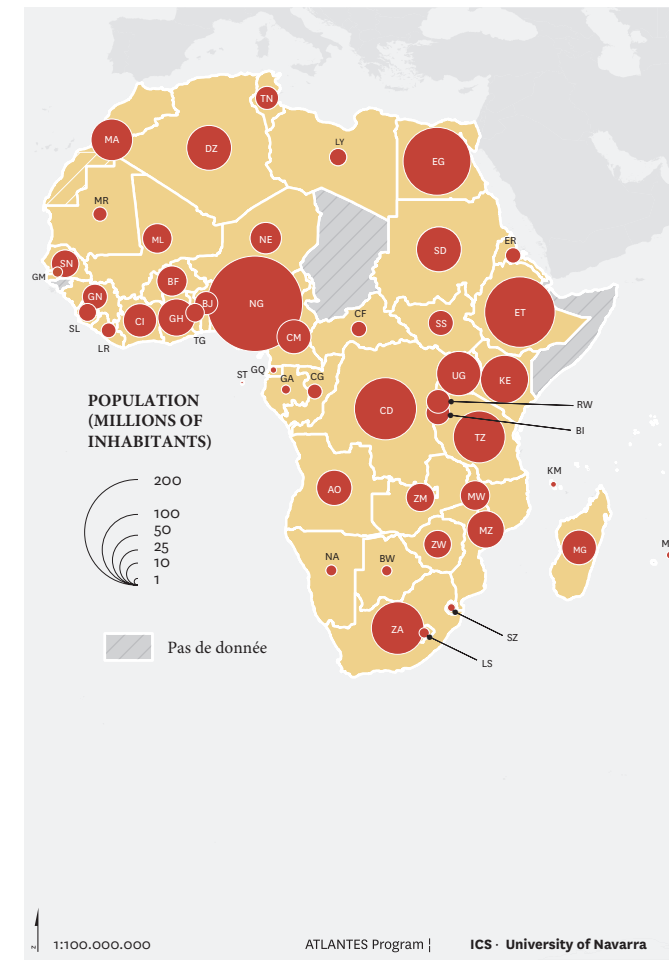 TN
MA
DZ
LY
EG
MR
ML
NE
SD
ER
SN
GM
BF
GN
BJ
NG
ET
SL
CI
GH
CM
CF
SS
LR
TG
ST
GQ
GA
CG
UG
KE
CD
RW
BI
TZ
POPULATION
(MILLIONS OF
INHABITANTS)
200
100
50
25
10
1
KM
AO
ZM
MW
MZ
ZW
MG
M
NA
BW
ZA
SZ
LS
Pas de donnée
N
1:100.000.000
ATLANTES Program ¦ ICS · University of Navarra